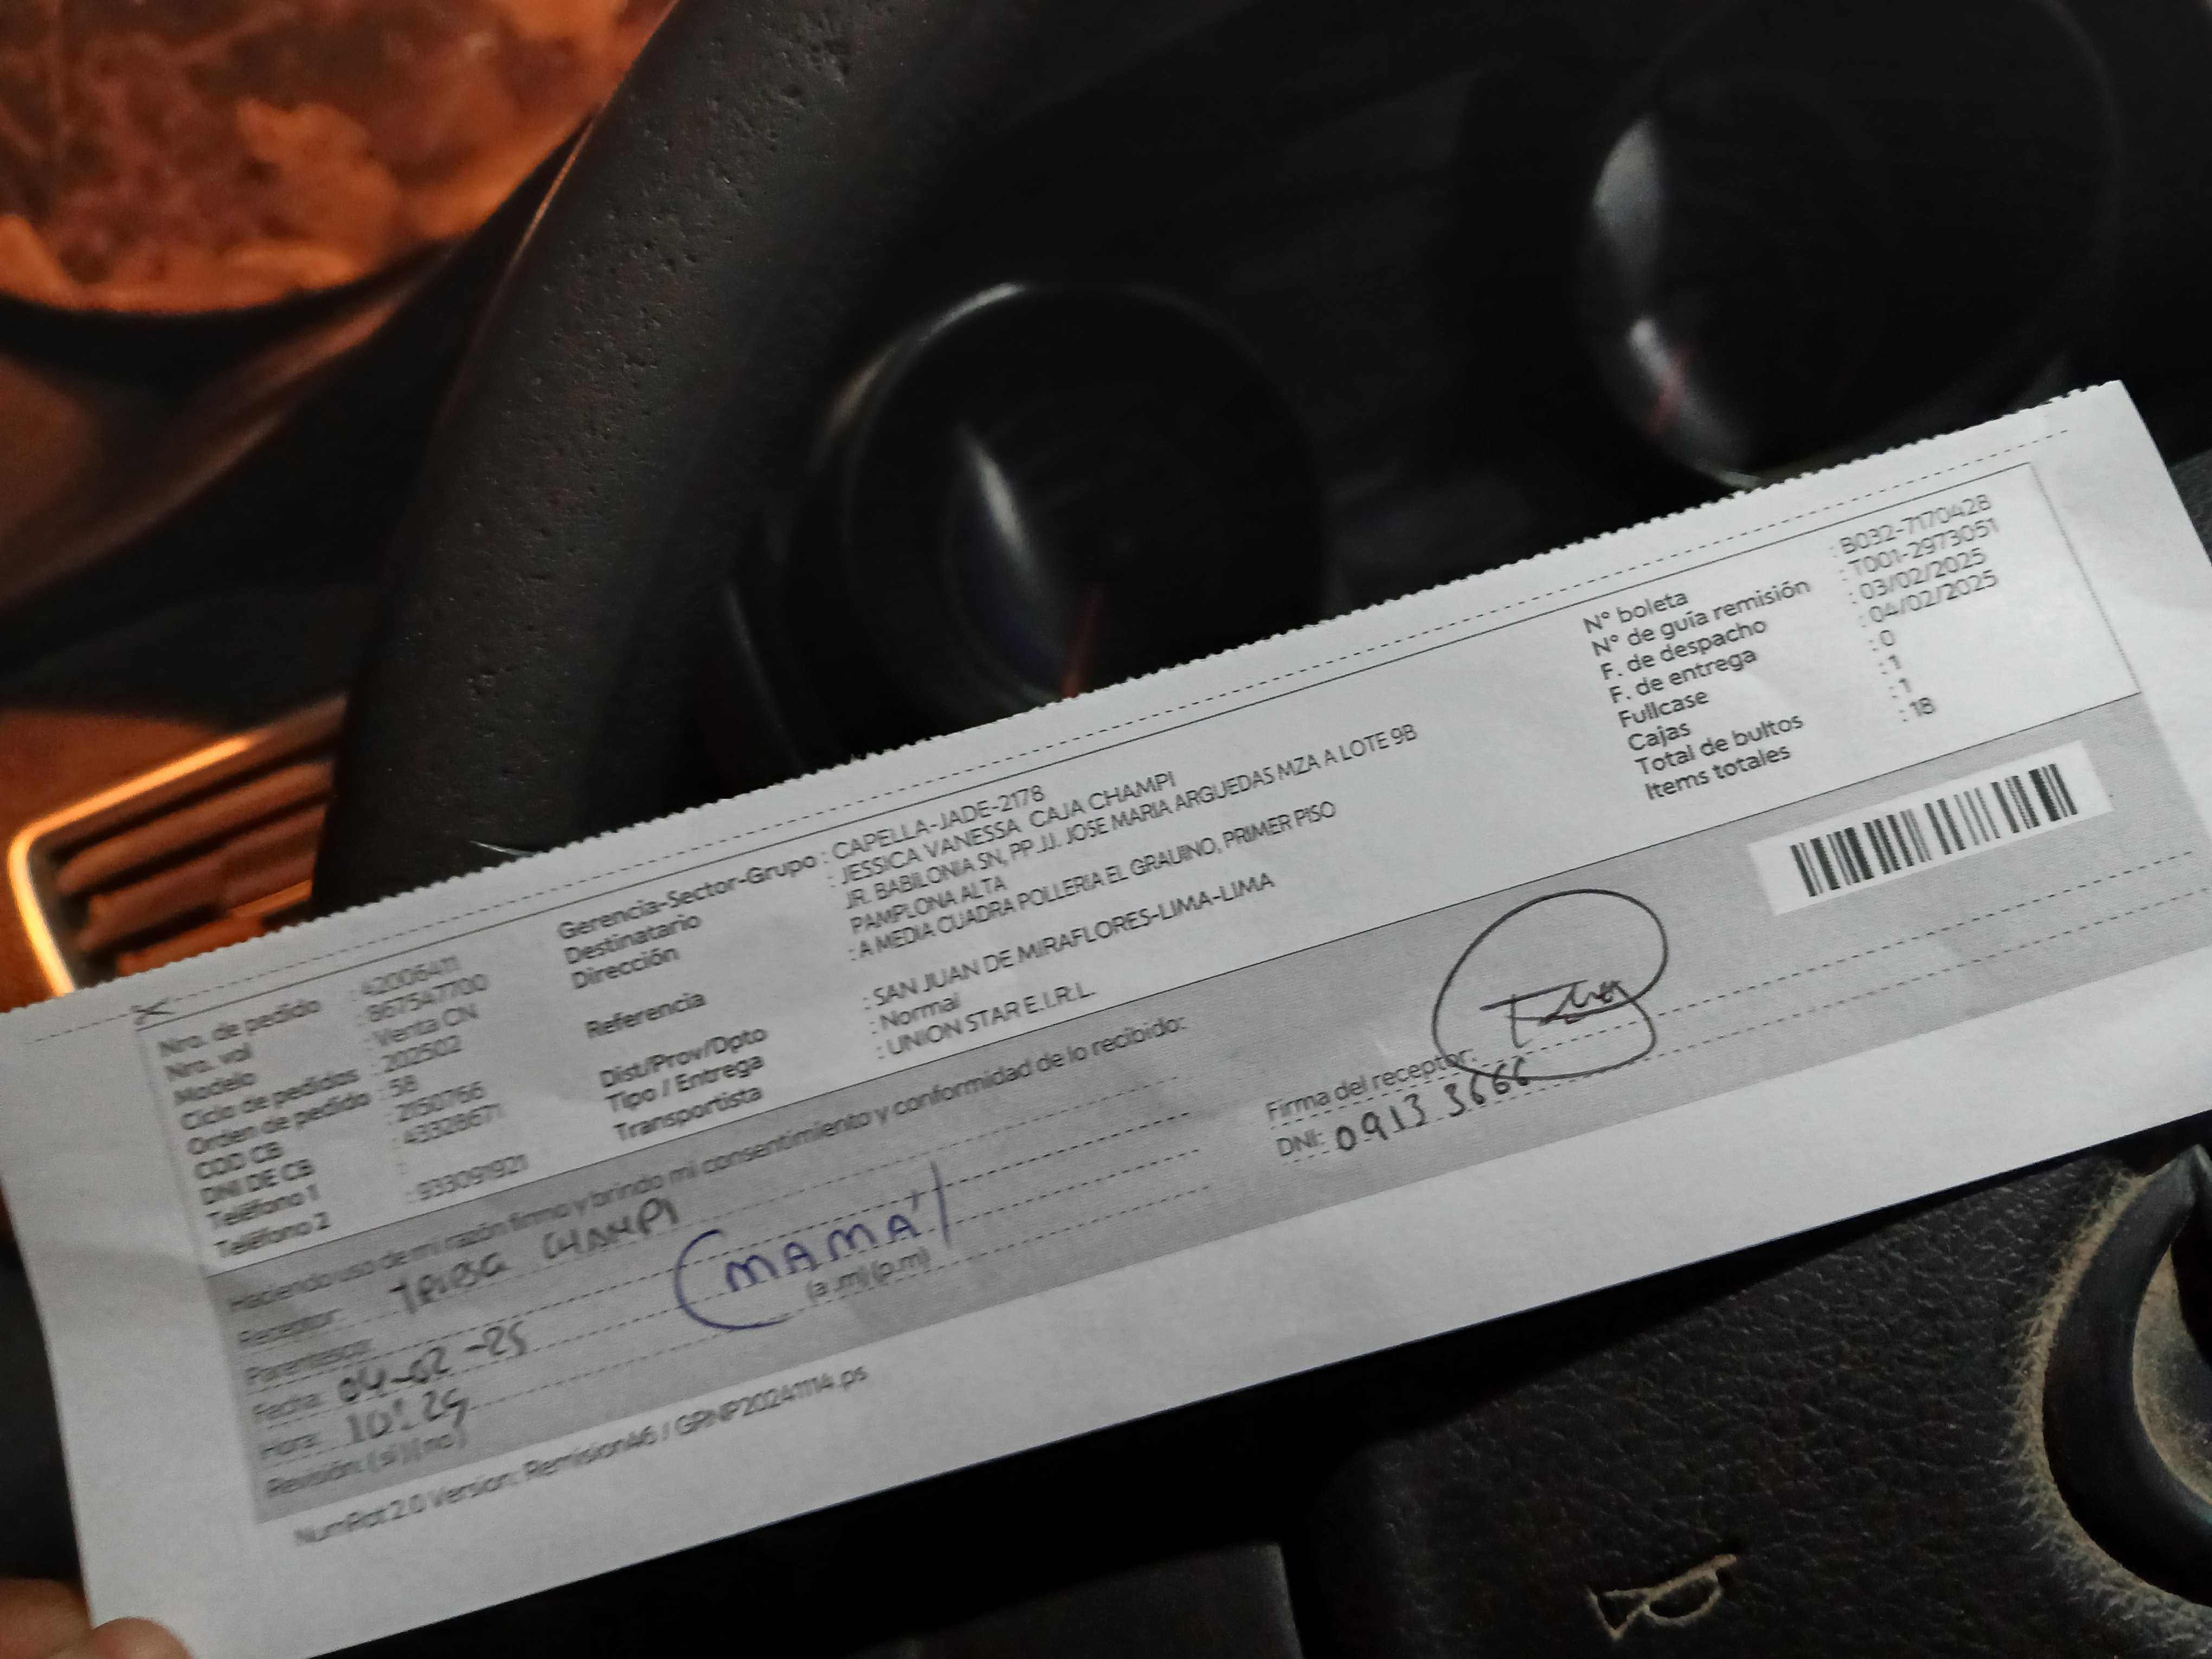 Nro. de pedido : 42006411
Nro. vol : 867547700
Modelo : Venta CN
Ciclo de pedidos : 202502
Orden de pedido : 58
COD CB : 2150766
DNI DE CB : 43328671
Teléfono 1 :
Teléfono 2 : 933091921
Gerencia-Sector-Grupo : CAPELLA-JADE-2178
Destinatario : JESSICA VANESSA CAJA CHAMPI
Dirección JR. BABILONIA SN, PP.JJ. JOSE MARIA ARGUEDAS MZA A LOTE 9B
PAMPLONA ALTA
Referencia : A MEDIA CUADRA POLLERIA EL GRAUINO, PRIMER PISO
Dist/Prov/Dpto : SAN JUAN DE MIRAFLORES-LIMA-LIMA
Tipo / Entrega : Normal
Transportista : UNION STAR E.I.R.L.
N° boleta : B032-7170428
N° de guía remisión : T001-2973051
F. de despacho : 03/02/2025
F. de entrega : 04/02/2025
Fullcase : 0
Cajas : 1
Total de bultos : 1
Items totales : 18
Haciendo uso de mi razón firmo y brindo mi consentimiento y conformidad de lo recibido:
Receptor: CHAMPI
Parentesco: MAMÁ
Fecha: 04-02-25
Hora: 10:29 (a.m)(p.m)
Revisión: (si)(no)
Firma del receptor:
DNI: 0913 3666
NumRot 2.0 Version: RemisionA6 / GRNP20241114.ps